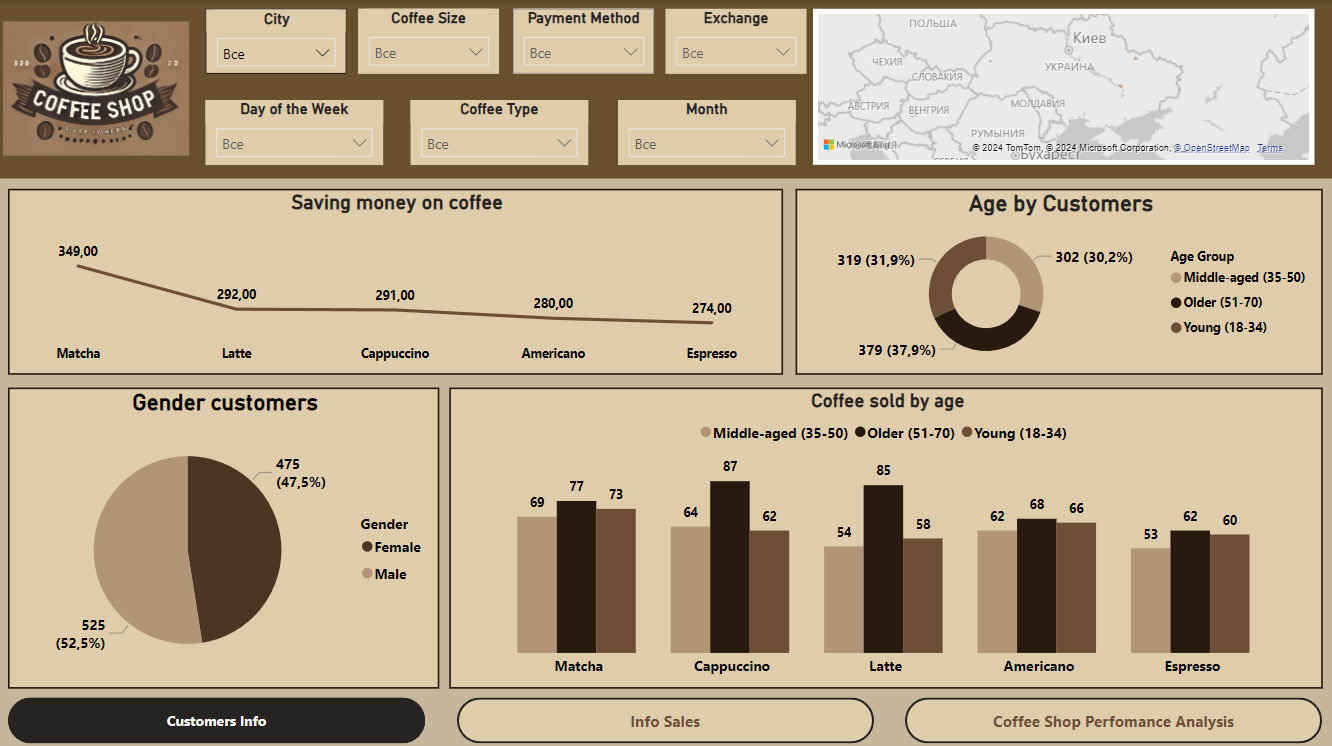 City
Все
Coffee Size
Все
Payment Method
Все
Exchange
Все
COFFEE SHOP
Day of the Week
Все
Coffee Type
Все
Month
Все
ПОЛЬША
Киев
ЧЕХИЯ
УКРАИНА
СЛОВАКИЯ
АВСТРИЯ
ВЕНГРИЯ
МОЛДАВИЯ
РУМЫНИЯ
© 2024 TomTom, © 2024 Microsoft Corporation, © OpenStreetMap Terms
Бухарест
Saving money on coffee
349,00
292,00
291,00
280,00
274,00
Matcha
Latte
Cappuccino
Americano
Espresso
Age by Customers
319 (31,9%)
302 (30,2%)
379 (37,9%)
Age Group
Middle-aged (35-50)
Older (51-70)
Young (18-34)
Gender customers
475
(47,5%)
525
(52,5%)
Gender
Female
Male
Coffee sold by age
Middle-aged (35-50) Older (51-70) Young (18-34)
69 77 73
64 87 62
54 85 58
62 68 66
53 62 60
Matcha Cappuccino Latte Americano Espresso
Customers Info
Info Sales
Coffee Shop Perfomance Analysis